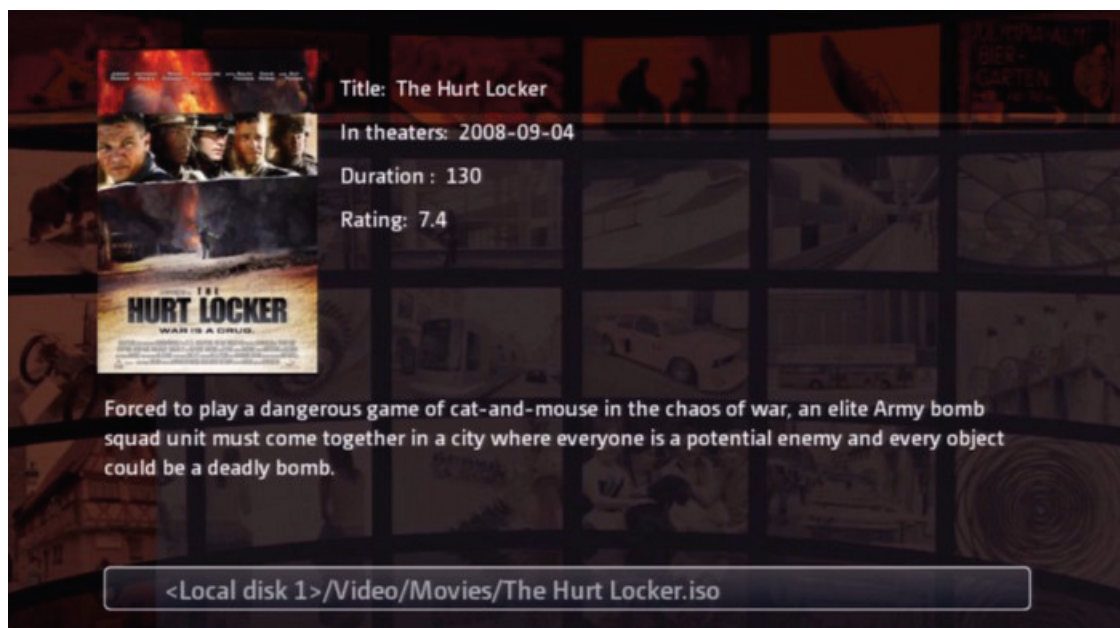 Title: The Hurt Locker
In theaters: 2008-09-04
Duration : 130
Rating: 7.4
THE
HURT LOCKER
WAR IS A DRUG.
Forced to play a dangerous game of cat-and-mouse in the chaos of war, an elite Army bomb
squad unit must come together in a city where everyone is a potential enemy and every object
could be a deadly bomb.
<Local disk 1>/Video/Movies/The Hurt Locker.iso